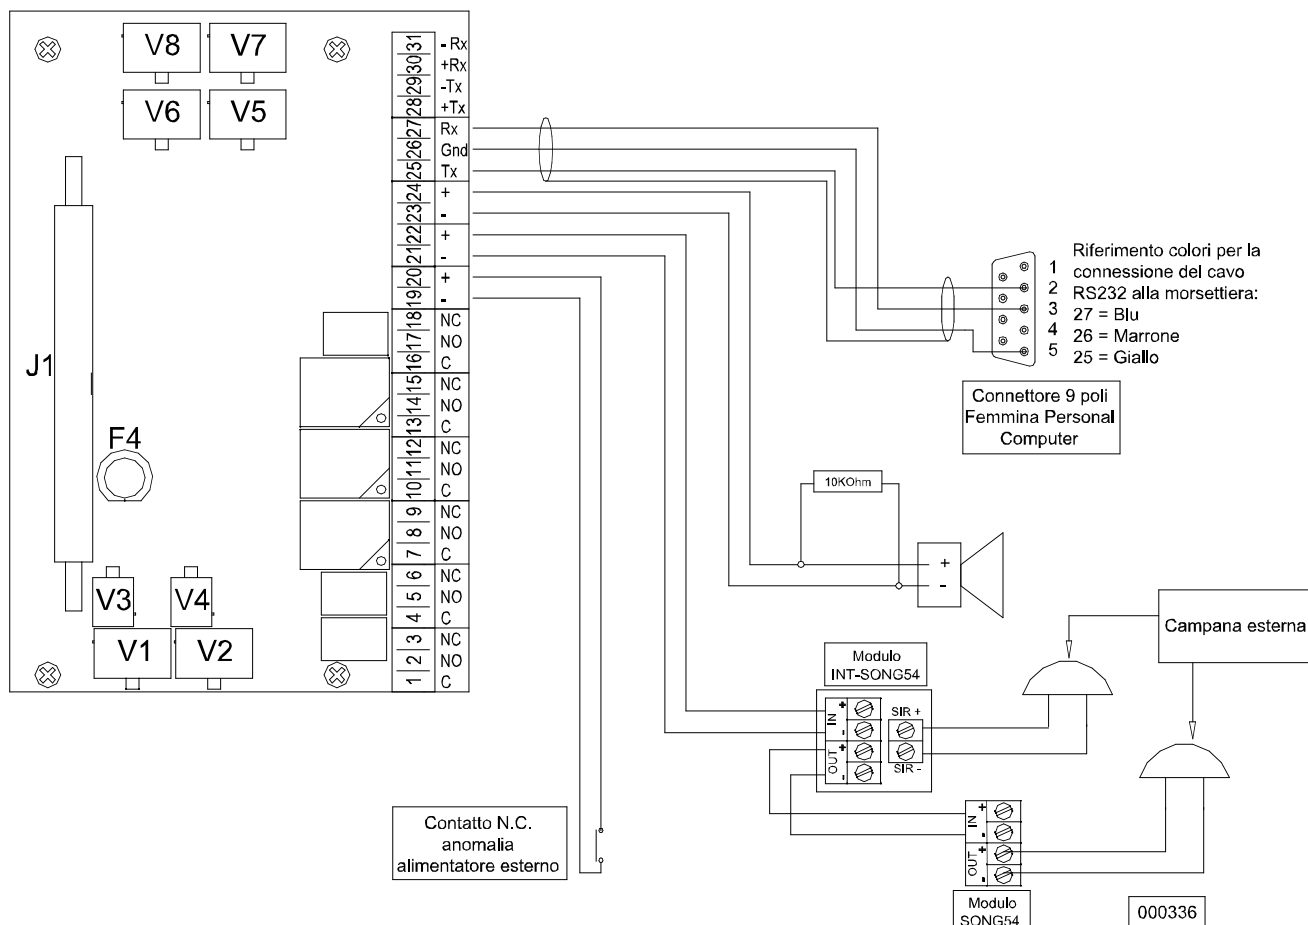 V8
V7
V6
V5
J1
F4
V3
V4
V1
V2
31 - Rx
30 +Rx
29 -Tx
28 +Tx
27 Rx
26 Gnd
25 Tx
24 +
23 -
22 +
21 -
20 +
19 -
18 NC
17 NO
16 C
15 NC
14 NO
13 C
12 NC
11 NO
10 C
9 NC
8 NO
7 C
6 NC
5 NO
4 C
3 NC
2 NO
1 C
1
2
3
4
5
Riferimento colori per la
connessione del cavo
RS232 alla morsettiera:
27 = Blu
26 = Marrone
25 = Giallo
Connettore 9 poli
Femmina Personal
Computer
10KOhm
+
-
Campana esterna
Modulo
INT-SONG54
IN + -
OUT + -
SIR +
SIR -
Contatto N.C.
anomalia
alimentatore esterno
IN + -
OUT + -
Modulo
SONG54
000336